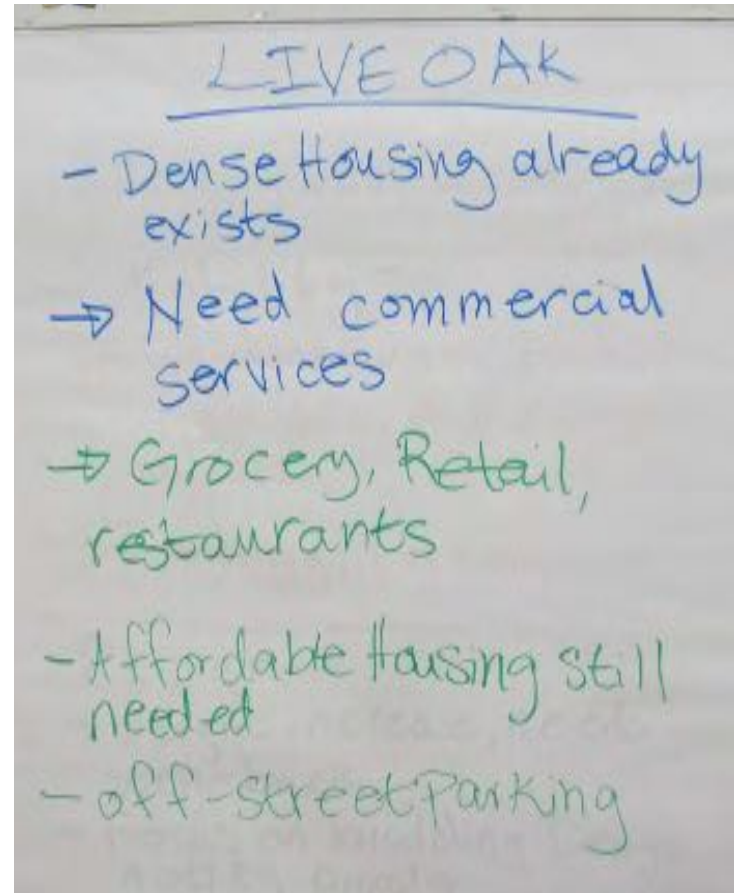 LIVE OAK
- Dense Housing already
exists
→ Need commercial
services
→ Grocery, Retail,
restaurants
- Affordable Housing still
needed
- off-street Parking